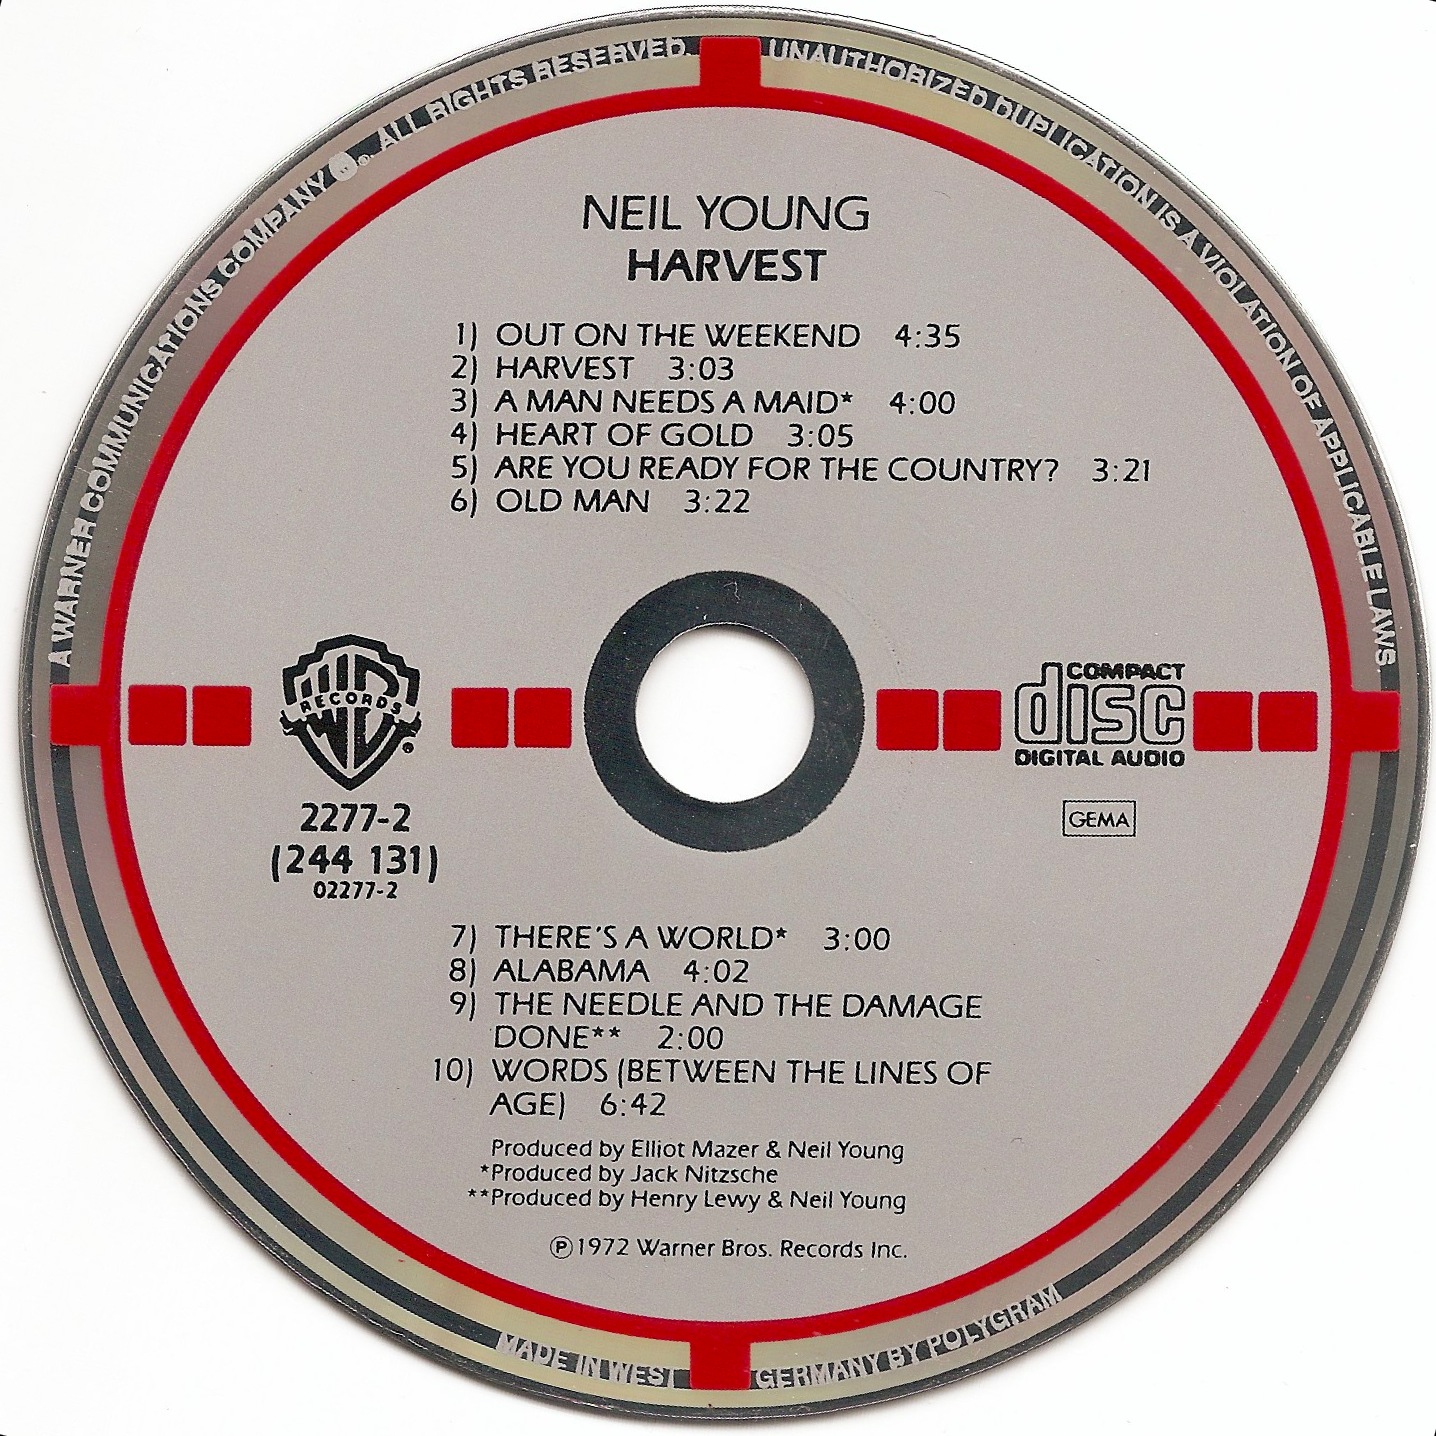 A WARNER COMMUNICATIONS COMPANY ®. ALL RIGHTS RESERVED.
UNAUTHORIZED DUPLICATION IS A VIOLATION OF APPLICABLE LAWS.
NEIL YOUNG
HARVEST
1) OUT ON THE WEEKEND 4:35
2) HARVEST 3:03
3) A MAN NEEDS A MAID* 4:00
4) HEART OF GOLD 3:05
5) ARE YOU READY FOR THE COUNTRY? 3:21
6) OLD MAN 3:22
RECORDS
®
COMPACT
disc
DIGITAL AUDIO
2277-2
(244 131)
02277-2
GEMA
7) THERE'S A WORLD* 3:00
8) ALABAMA 4:02
9) THE NEEDLE AND THE DAMAGE
DONE** 2:00
10) WORDS (BETWEEN THE LINES OF
AGE) 6:42
Produced by Elliot Mazer & Neil Young
*Produced by Jack Nitzsche
**Produced by Henry Lewy & Neil Young
℗1972 Warner Bros. Records Inc.
MADE IN WEST GERMANY BY POLYGRAM